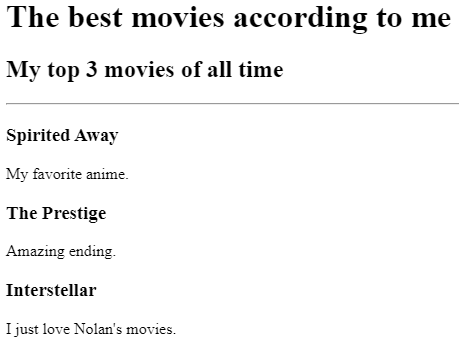 The best movies according to me
My top 3 movies of all time
Spirited Away
My favorite anime.
The Prestige
Amazing ending.
Interstellar
I just love Nolan's movies.